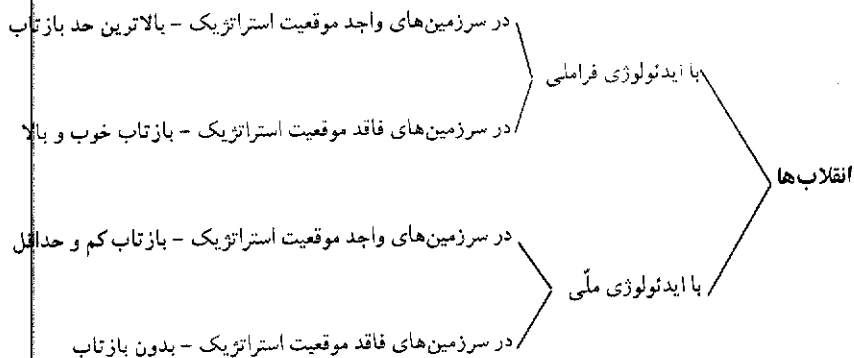 در سرزمین‌های واجد موقعیت استراتژیک – بالاترین حد بازتاب
با ایدئولوژی فراملی
در سرزمین‌های فاقد موقعیت استراتژیک – بازتاب خوب و بالا
انقلاب‌ها
در سرزمین‌های واجد موقعیت استراتژیک – بازتاب کم و حداقل
با ایدئولوژی ملّی
در سرزمین‌های فاقد موقعیت استراتژیک – بدون بازتاب